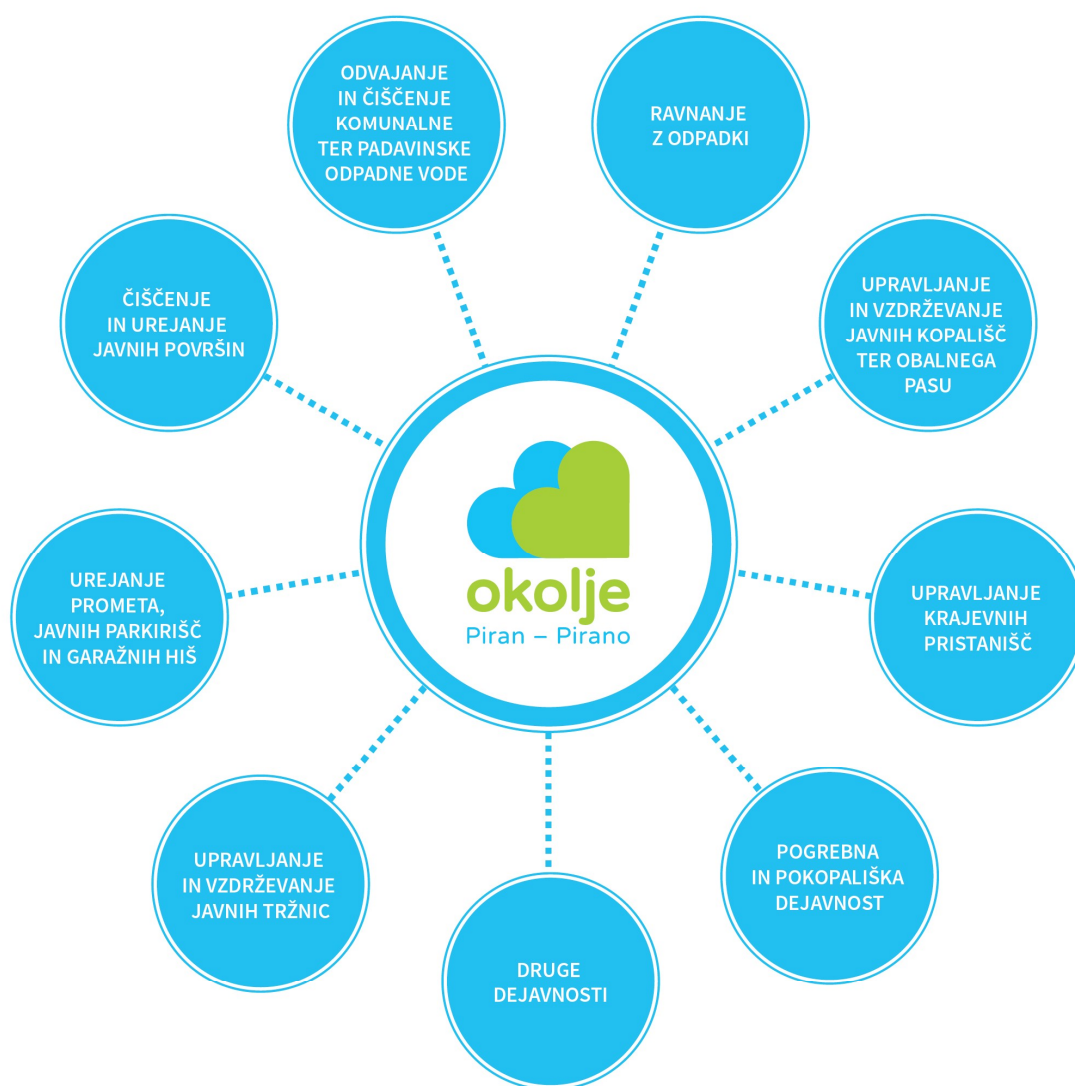 ODVAJANJE
IN ČIŠČENJE
KOMUNALNE
TER PADAVINSKE
ODPADNE VODE
RAVNANJE
Z ODPADKI
ČIŠČENJE
IN UREJANJE
JAVNIH POVRŠIN
UPRAVLJANJE
IN VZDRŽEVANJE
JAVNIH KOPALIŠČ
TER OBALNEGA
PASU
okolje
Piran – Pirano
UREJANJE
PROMETA,
JAVNIH PARKIRIŠČ
IN GARAŽNIH HIŠ
UPRAVLJANJE
KRAJEVNIH
PRISTANIŠČ
UPRAVLJANJE
IN VZDRŽEVANJE
JAVNIH TRŽNIC
POGREBNA
IN POKOPALIŠKA
DEJAVNOST
DRUGE
DEJAVNOSTI